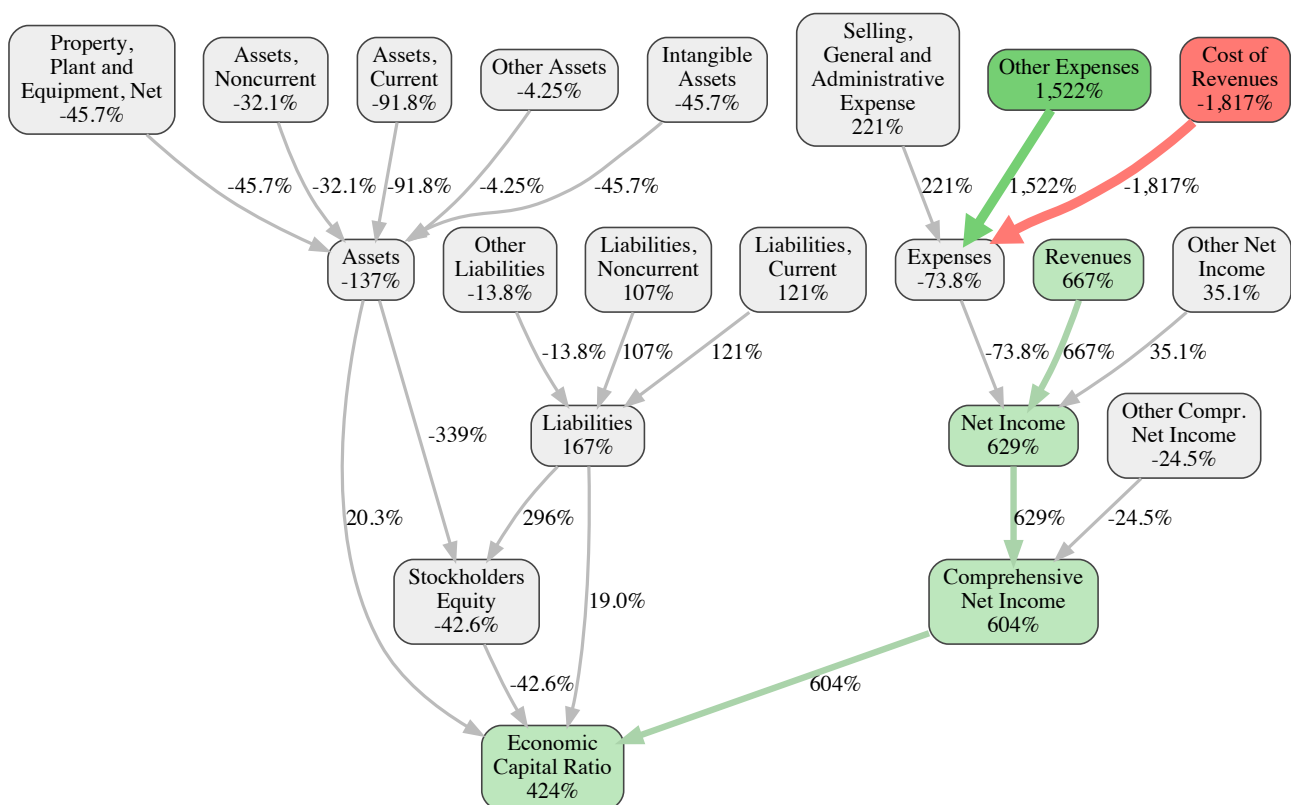 Property,
Plant and
Equipment, Net
-45.7%
Assets,
Noncurrent
-32.1%
Assets,
Current
-91.8%
Other Assets
-4.25%
Intangible
Assets
-45.7%
Selling,
General and
Administrative
Expense
221%
Other Expenses
1,522%
Cost of
Revenues
-1,817%
-45.7%
-32.1%
-91.8%
-4.25%
-45.7%
221%
1,522%
-1,817%
Assets
-137%
Other
Liabilities
-13.8%
Liabilities,
Noncurrent
107%
Liabilities,
Current
121%
Expenses
-73.8%
Revenues
667%
Other Net
Income
35.1%
-13.8%
107%
121%
-73.8%
667%
35.1%
Liabilities
167%
Net Income
629%
Other Compr.
Net Income
-24.5%
-339%
20.3%
296%
629%
-24.5%
Stockholders
Equity
-42.6%
19.0%
Comprehensive
Net Income
604%
-42.6%
604%
Economic
Capital Ratio
424%